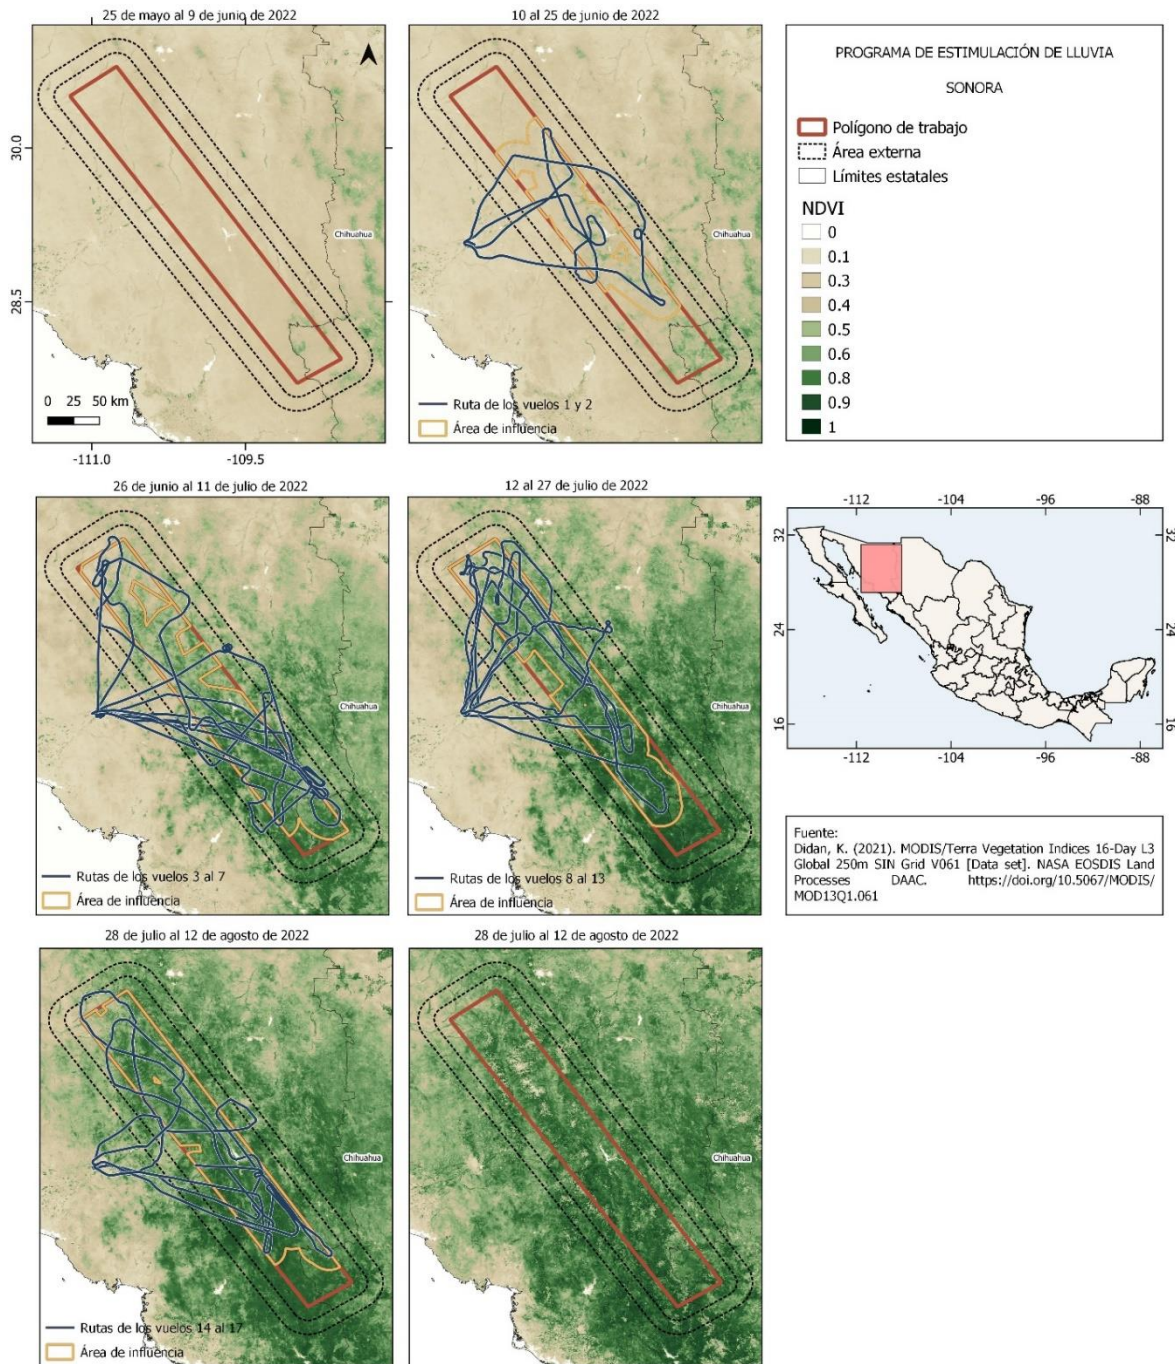 25 de mayo al 9 de junio de 2022
30.0
28.5
Chihuahua
0 25 50 km
-111.0 -109.5
10 al 25 de junio de 2022
Chihuahua
Ruta de los vuelos 1 y 2
Área de influencia
PROGRAMA DE ESTIMULACIÓN DE LLUVIA
SONORA
Polígono de trabajo
Área externa
Límites estatales
NDVI
0
0.1
0.3
0.4
0.5
0.6
0.8
0.9
1
26 de junio al 11 de julio de 2022
Chihuahua
Rutas de los vuelos 3 al 7
Área de influencia
12 al 27 de julio de 2022
Chihuahua
Rutas de los vuelos 8 al 13
Área de influencia
-112 -104 -96 -88
32 32
24 24
16 16
-112 -104 -96 -88
Fuente:
Didan, K. (2021). MODIS/Terra Vegetation Indices 16-Day L3
Global 250m SIN Grid V061 [Data set]. NASA EOSDIS Land
Processes DAAC. https://doi.org/10.5067/MODIS/
MOD13Q1.061
28 de julio al 12 de agosto de 2022
Chihuahua
Rutas de los vuelos 14 al 17
Área de influencia
28 de julio al 12 de agosto de 2022
Chihuahua